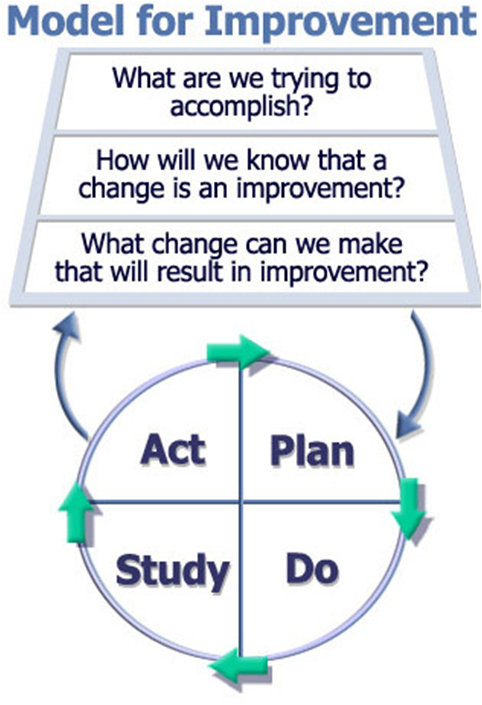 Model for Improvement
What are we trying to
accomplish?
How will we know that a
change is an improvement?
What change can we make
that will result in improvement?
Act
Plan
Study
Do